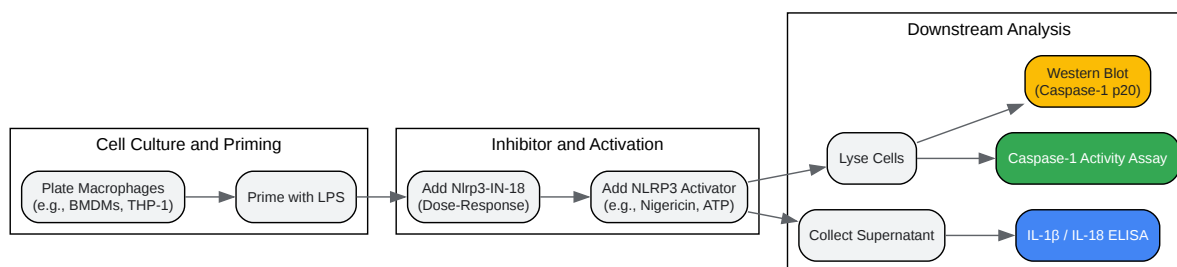 Cell Culture and Priming
Plate Macrophages
(e.g., BMDMs, THP-1)
Prime with LPS
Inhibitor and Activation
Add Nlrp3-IN-18
(Dose-Response)
Add NLRP3 Activator
(e.g., Nigericin, ATP)
Downstream Analysis
Lyse Cells
Western Blot
(Caspase-1 p20)
Caspase-1 Activity Assay
Collect Supernatant
IL-1β / IL-18 ELISA